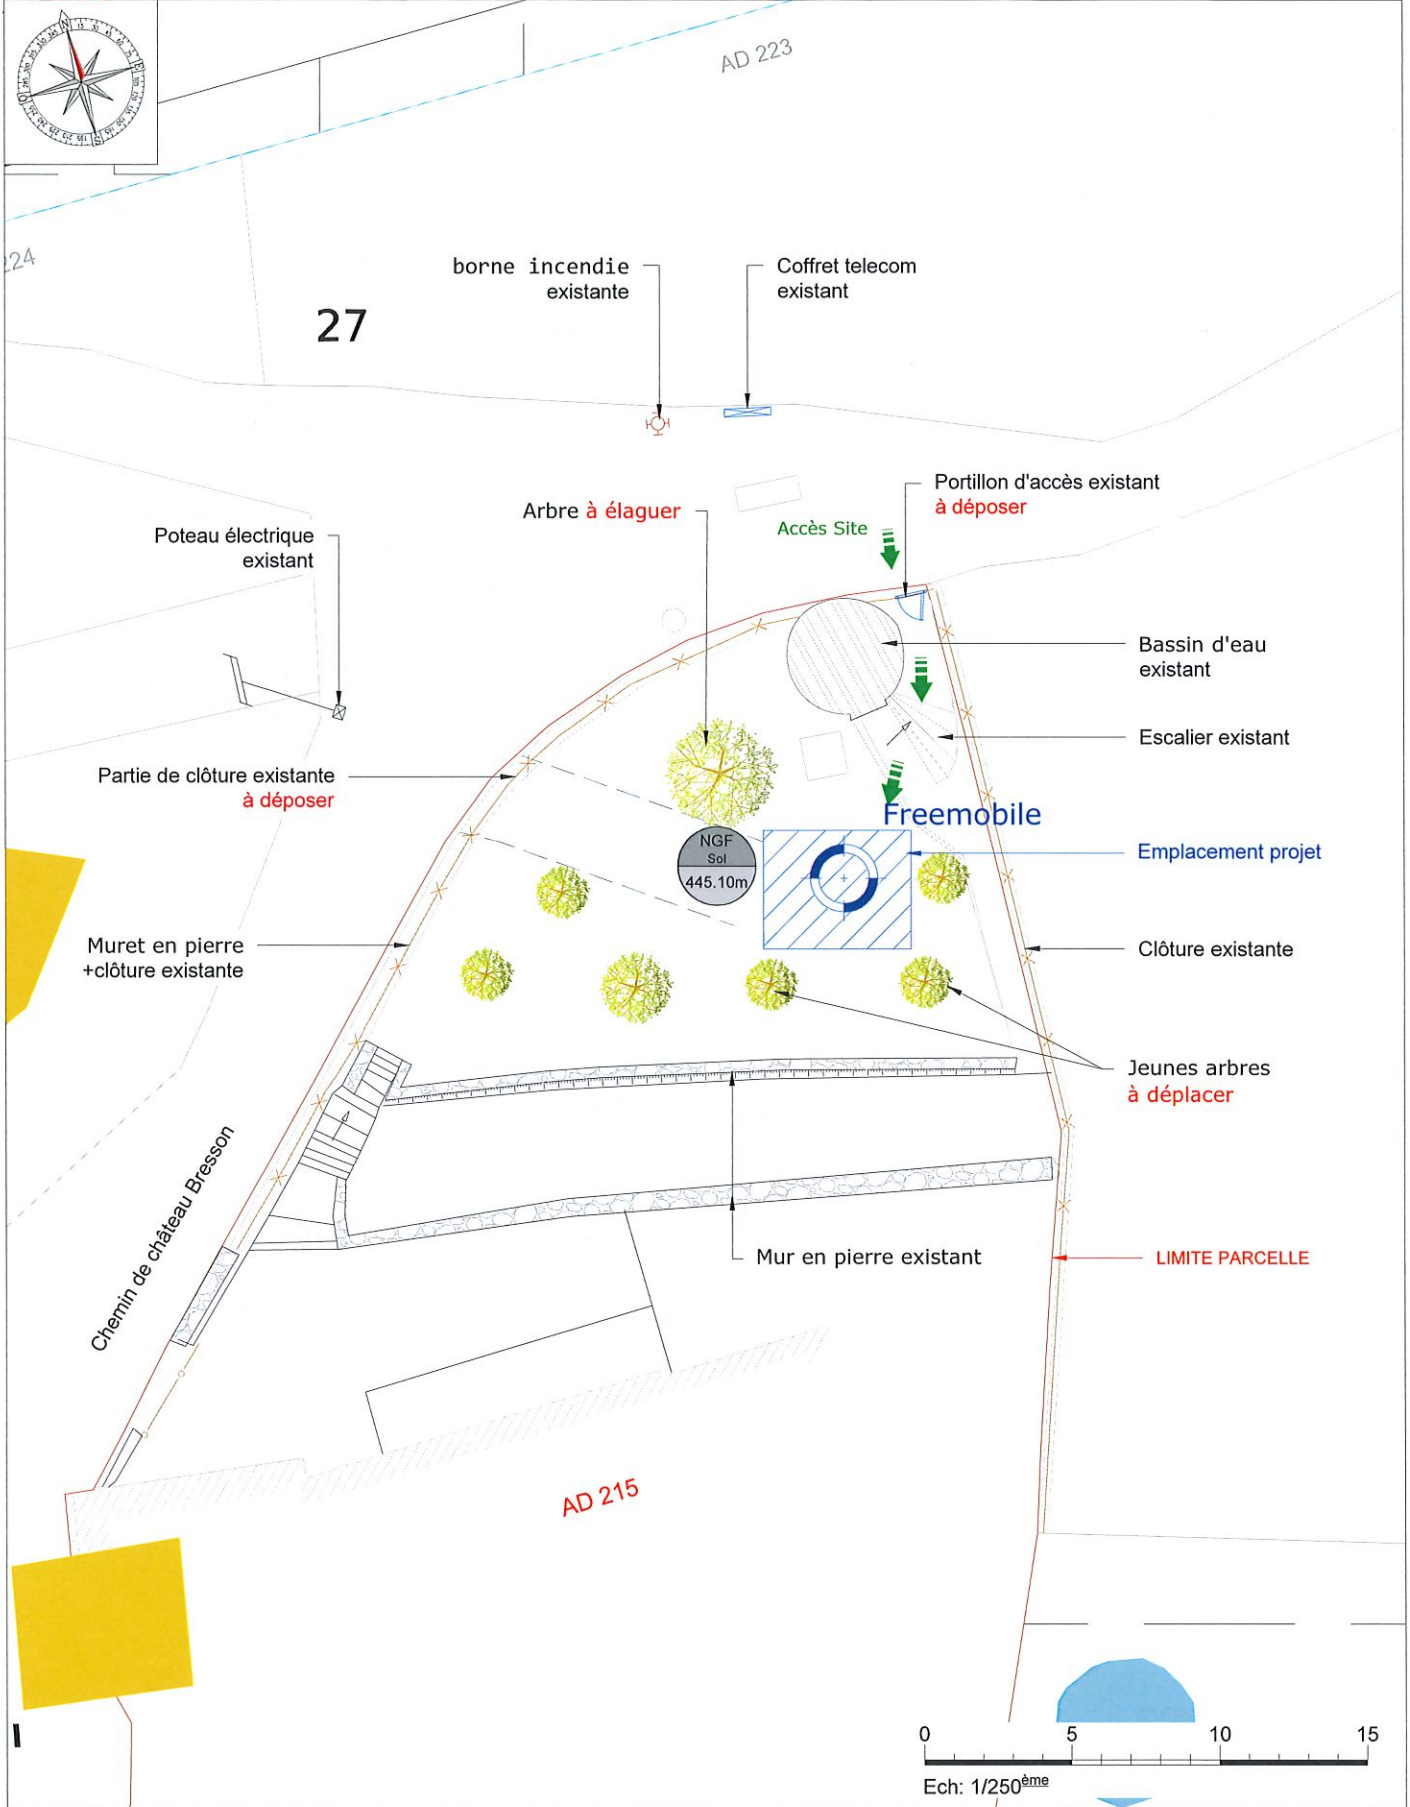 AD 223
224
27
borne incendie
existante
Coffret telecom
existant
Portillon d'accès existant
à déposer
Arbre à élaguer
Accès Site
Poteau électrique
existant
Bassin d'eau
existant
Escalier existant
Partie de clôture existante
à déposer
Freemobile
NGF
Sol
445.10m
Emplacement projet
Muret en pierre
+clôture existante
Clôture existante
Jeunes arbres
à déplacer
Chemin de château Bresson
Mur en pierre existant
LIMITE PARCELLE
AD 215
0 5 10 15
Ech: 1/250ème